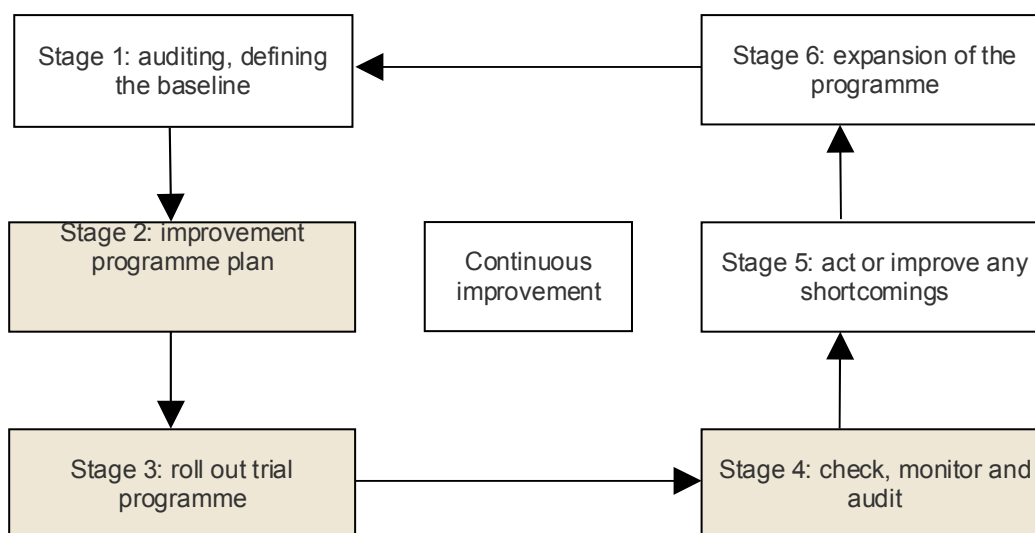 Stage 1: auditing, defining
the baseline
Stage 6: expansion of the
programme
Stage 2: improvement
programme plan
Continuous
improvement
Stage 5: act or improve any
shortcomings
Stage 3: roll out trial
programme
Stage 4: check, monitor and
audit